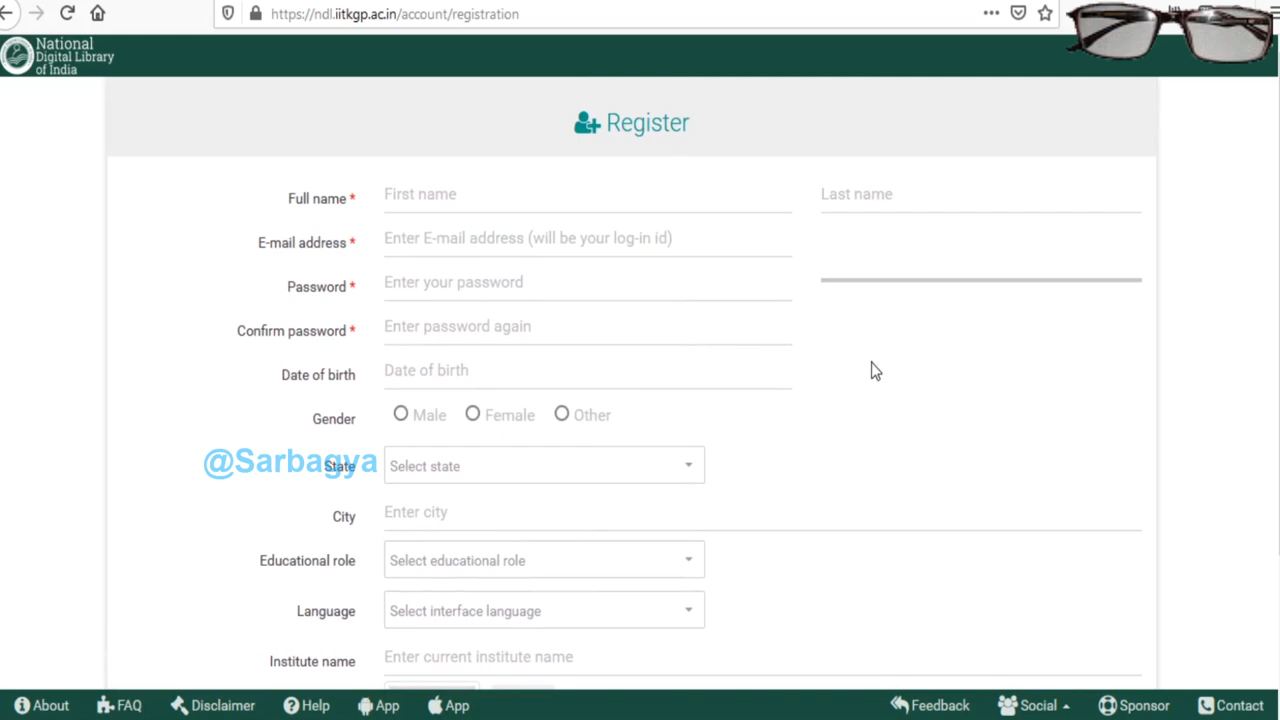 https://ndl.iitkgp.ac.in/account/registration
National
Digital Library
of India
Register
Full name * First name Last name
E-mail address * Enter E-mail address (will be your log-in id)
Password * Enter your password
Confirm password * Enter password again
Date of birth Date of birth
Gender Male Female Other
@Sarbagya
State Select state
City Enter city
Educational role Select educational role
Language Select interface language
Institute name Enter current institute name
About FAQ Disclaimer Help App App Feedback Social Sponsor Contact